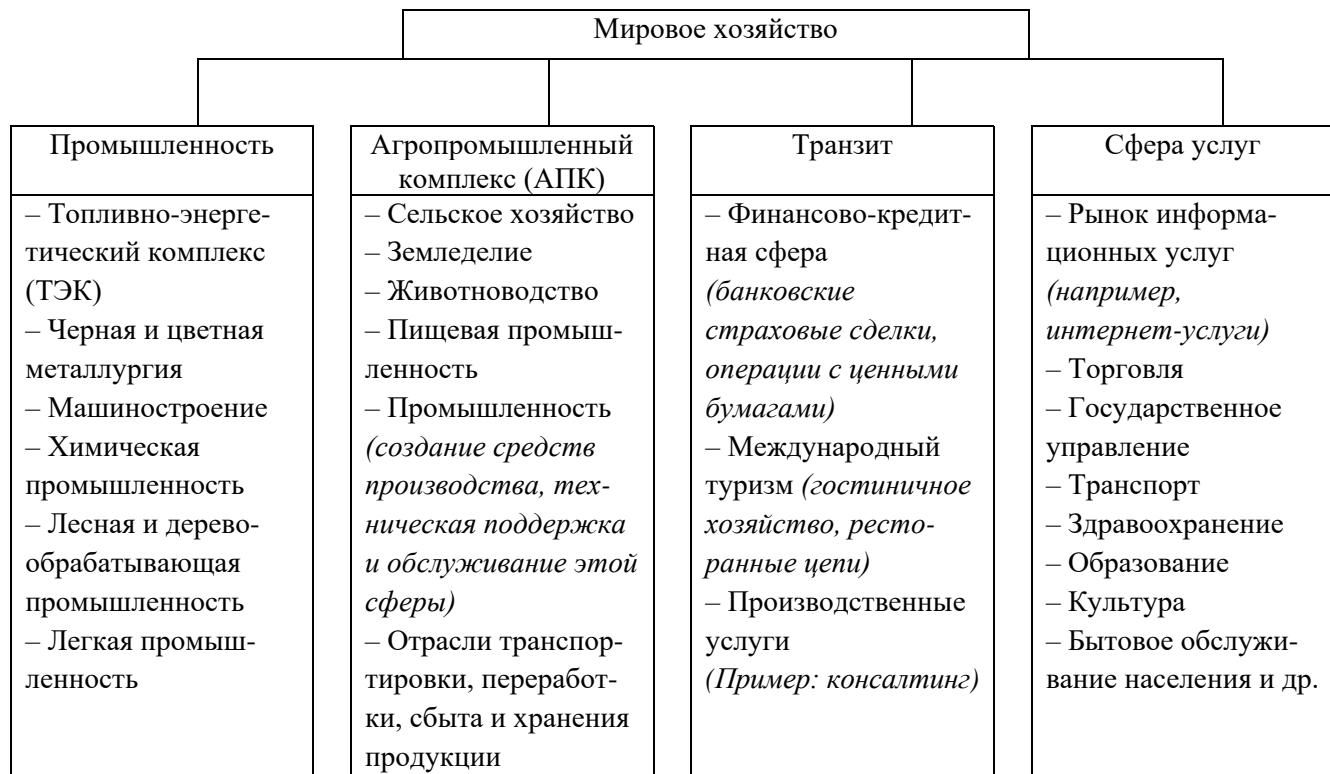 Мировое хозяйство
Промышленность
– Топливно-энерге-
тический комплекс
(ТЭК)
– Черная и цветная
металлургия
– Машиностроение
– Химическая
промышленность
– Лесная и дерево-
обрабатывающая
промышленность
– Легкая промыш-
ленность
Агропромышленный
комплекс (АПК)
– Сельское хозяйство
– Земледелие
– Животноводство
– Пищевая промыш-
ленность
– Промышленность
(создание средств
производства, тех-
ническая поддержка
и обслуживание этой
сферы)
– Отрасли транспор-
тировки, переработ-
ки, сбыта и хранения
продукции
Транзит
– Финансово-кредит-
ная сфера
(банковские
страховые сделки,
операции с ценными
бумагами)
– Международный
туризм (гостиничное
хозяйство, ресто-
ранные цепи)
– Производственные
услуги
(Пример: консалтинг)
Сфера услуг
– Рынок информа-
ционных услуг
(например,
интернет-услуги)
– Торговля
– Государственное
управление
– Транспорт
– Здравоохранение
– Образование
– Культура
– Бытовое обслужи-
вание населения и др.